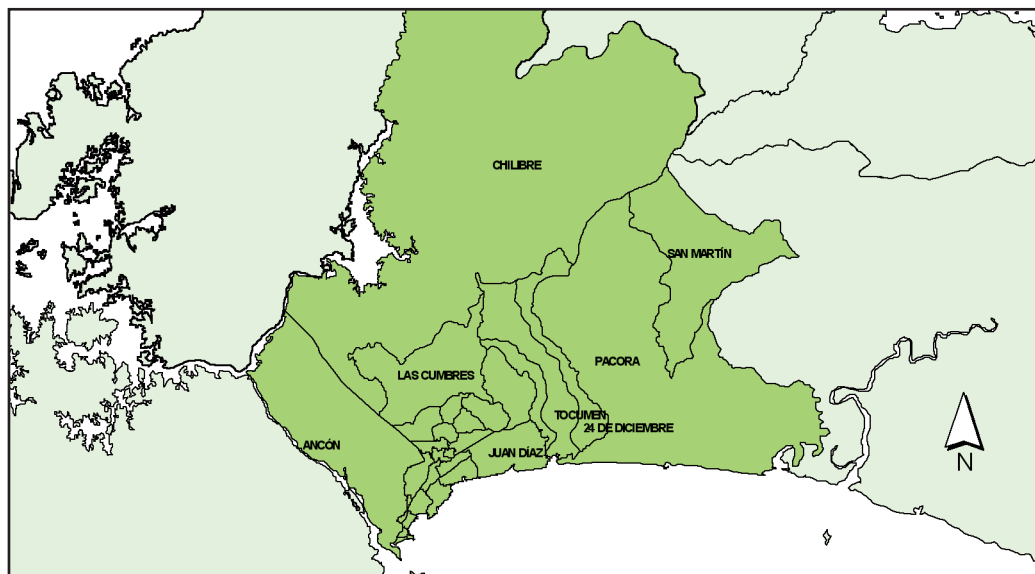 CHILIBRE
SAN MARTÍN
PACORA
LAS CUMBRES
TOCUMEN
24 DE DICIEMBRE
ANCÓN
JUAN DÍAZ
N